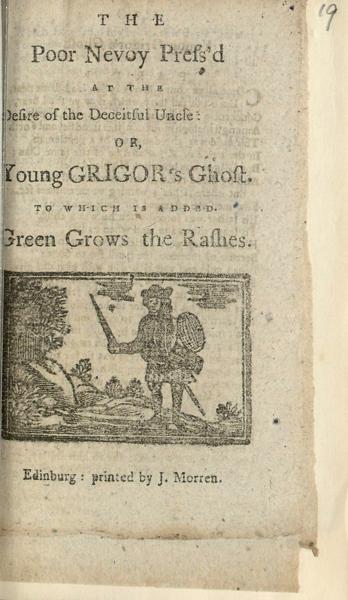 19
THE
Poor Nevoy Preſs'd
AT THE
Deſire of the Deceitful Uncle:
OR,
Young GRIGOR's Ghoſt.
TO WHICH IS ADDED.
Green Grows the Raſhes.
Edinburg: printed by J. Morren.